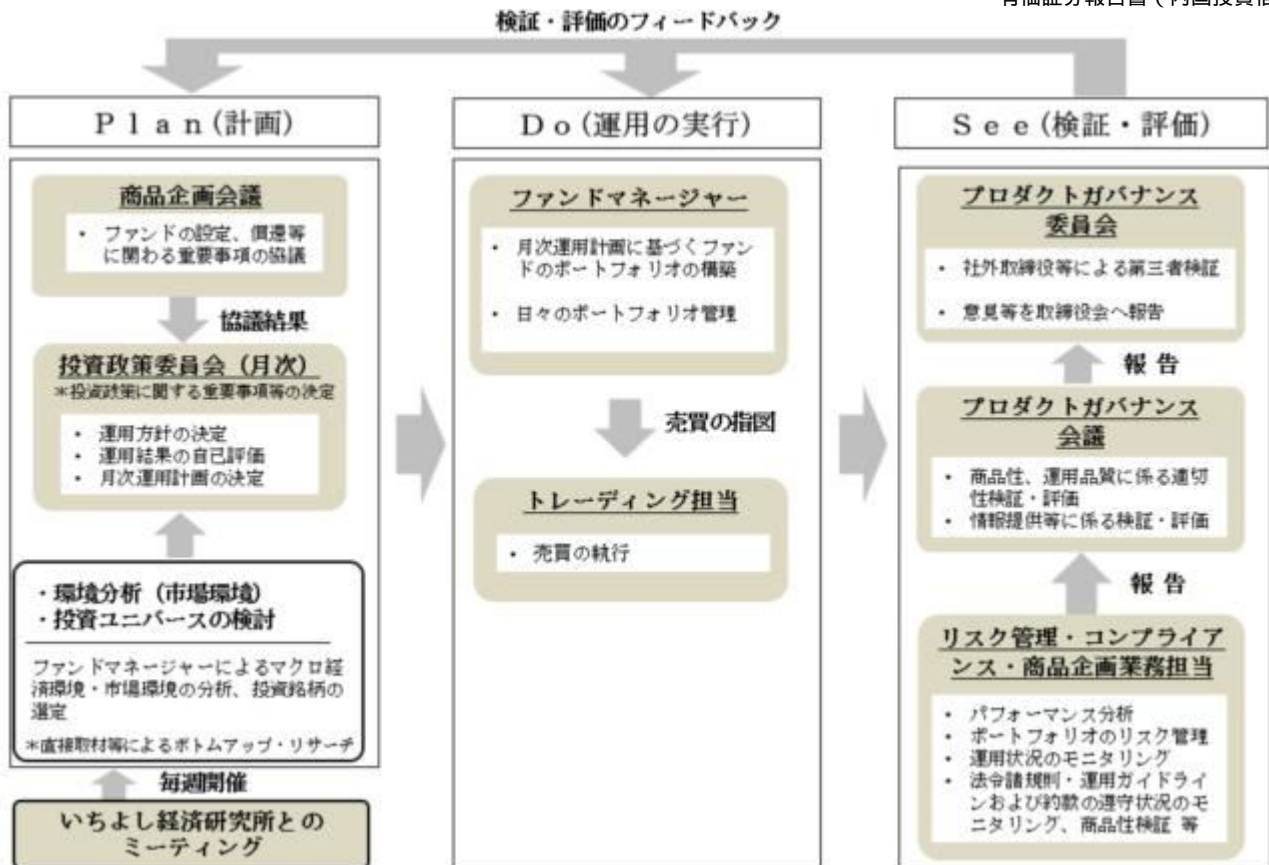 検証・評価のフィードバック
Plan(計画)
商品企画会議
・ ファンドの設定、償還等
に関わる重要事項の協議
協議結果
投資政策委員会（月次）
＊投資政策に関する重要事項等の決定
・ 運用方針の決定
・ 運用結果の自己評価
・ 月次運用計画の決定
・環境分析（市場環境）
・投資ユニバースの検討
ファンドマネージャーによるマクロ経
済環境・市場環境の分析、投資銘柄の
選定
＊直接取材等によるボトムアップ・リサーチ
毎週開催
いちよし経済研究所との
ミーティング
Do(運用の実行)
ファンドマネージャー
・ 月次運用計画に基づくファン
ドのポートフォリオの構築
・ 日々のポートフォリオ管理
売買の指図
トレーディング担当
・ 売買の執行
See(検証・評価)
プロダクトガバナンス
委員会
・ 社外取締役等による第三者検証
・ 意見等を取締役会へ報告
報 告
プロダクトガバナンス
会議
・ 商品性、運用品質に係る適切
性検証・評価
・ 情報提供等に係る検証・評価
報 告
リスク管理・コンプライア
ンス・商品企画業務担当
・ パフォーマンス分析
・ ポートフォリオのリスク管理
・ 運用状況のモニタリング
・ 法令諸規則・運用ガイドライ
ンおよび約款の遵守状況のモ
ニタリング、商品性検証 等